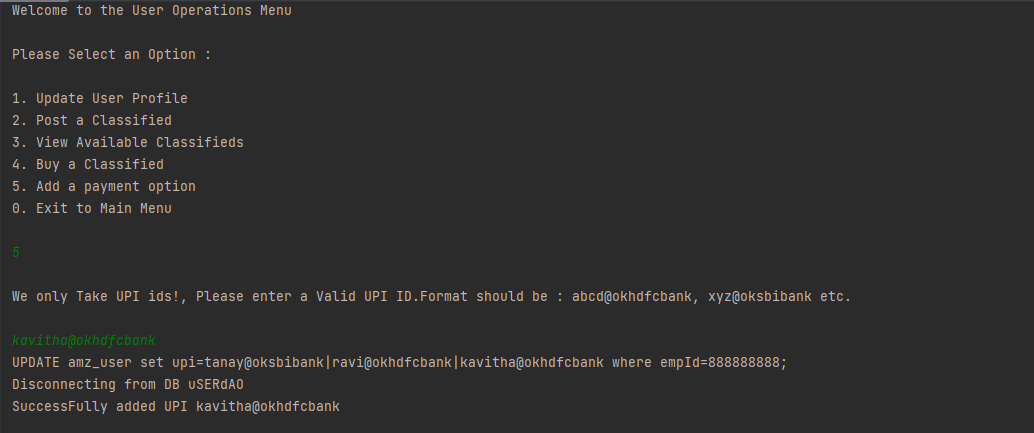 Welcome to the User Operations Menu
Please Select an Option :
1. Update User Profile
2. Post a Classified
3. View Available Classifieds
4. Buy a Classified
5. Add a payment option
0. Exit to Main Menu
5
We only Take UPI ids!, Please enter a Valid UPI ID.Format should be : abcd@okhdfcbank, xyz@oksbibank etc.
kavitha@okhdfcbank
UPDATE amz_user set upi=tanay@oksbibank|ravi@okhdfcbank|kavitha@okhdfcbank where empId=888888888;
Disconnecting from DB uSERdAO
SuccessFully added UPI kavitha@okhdfcbank